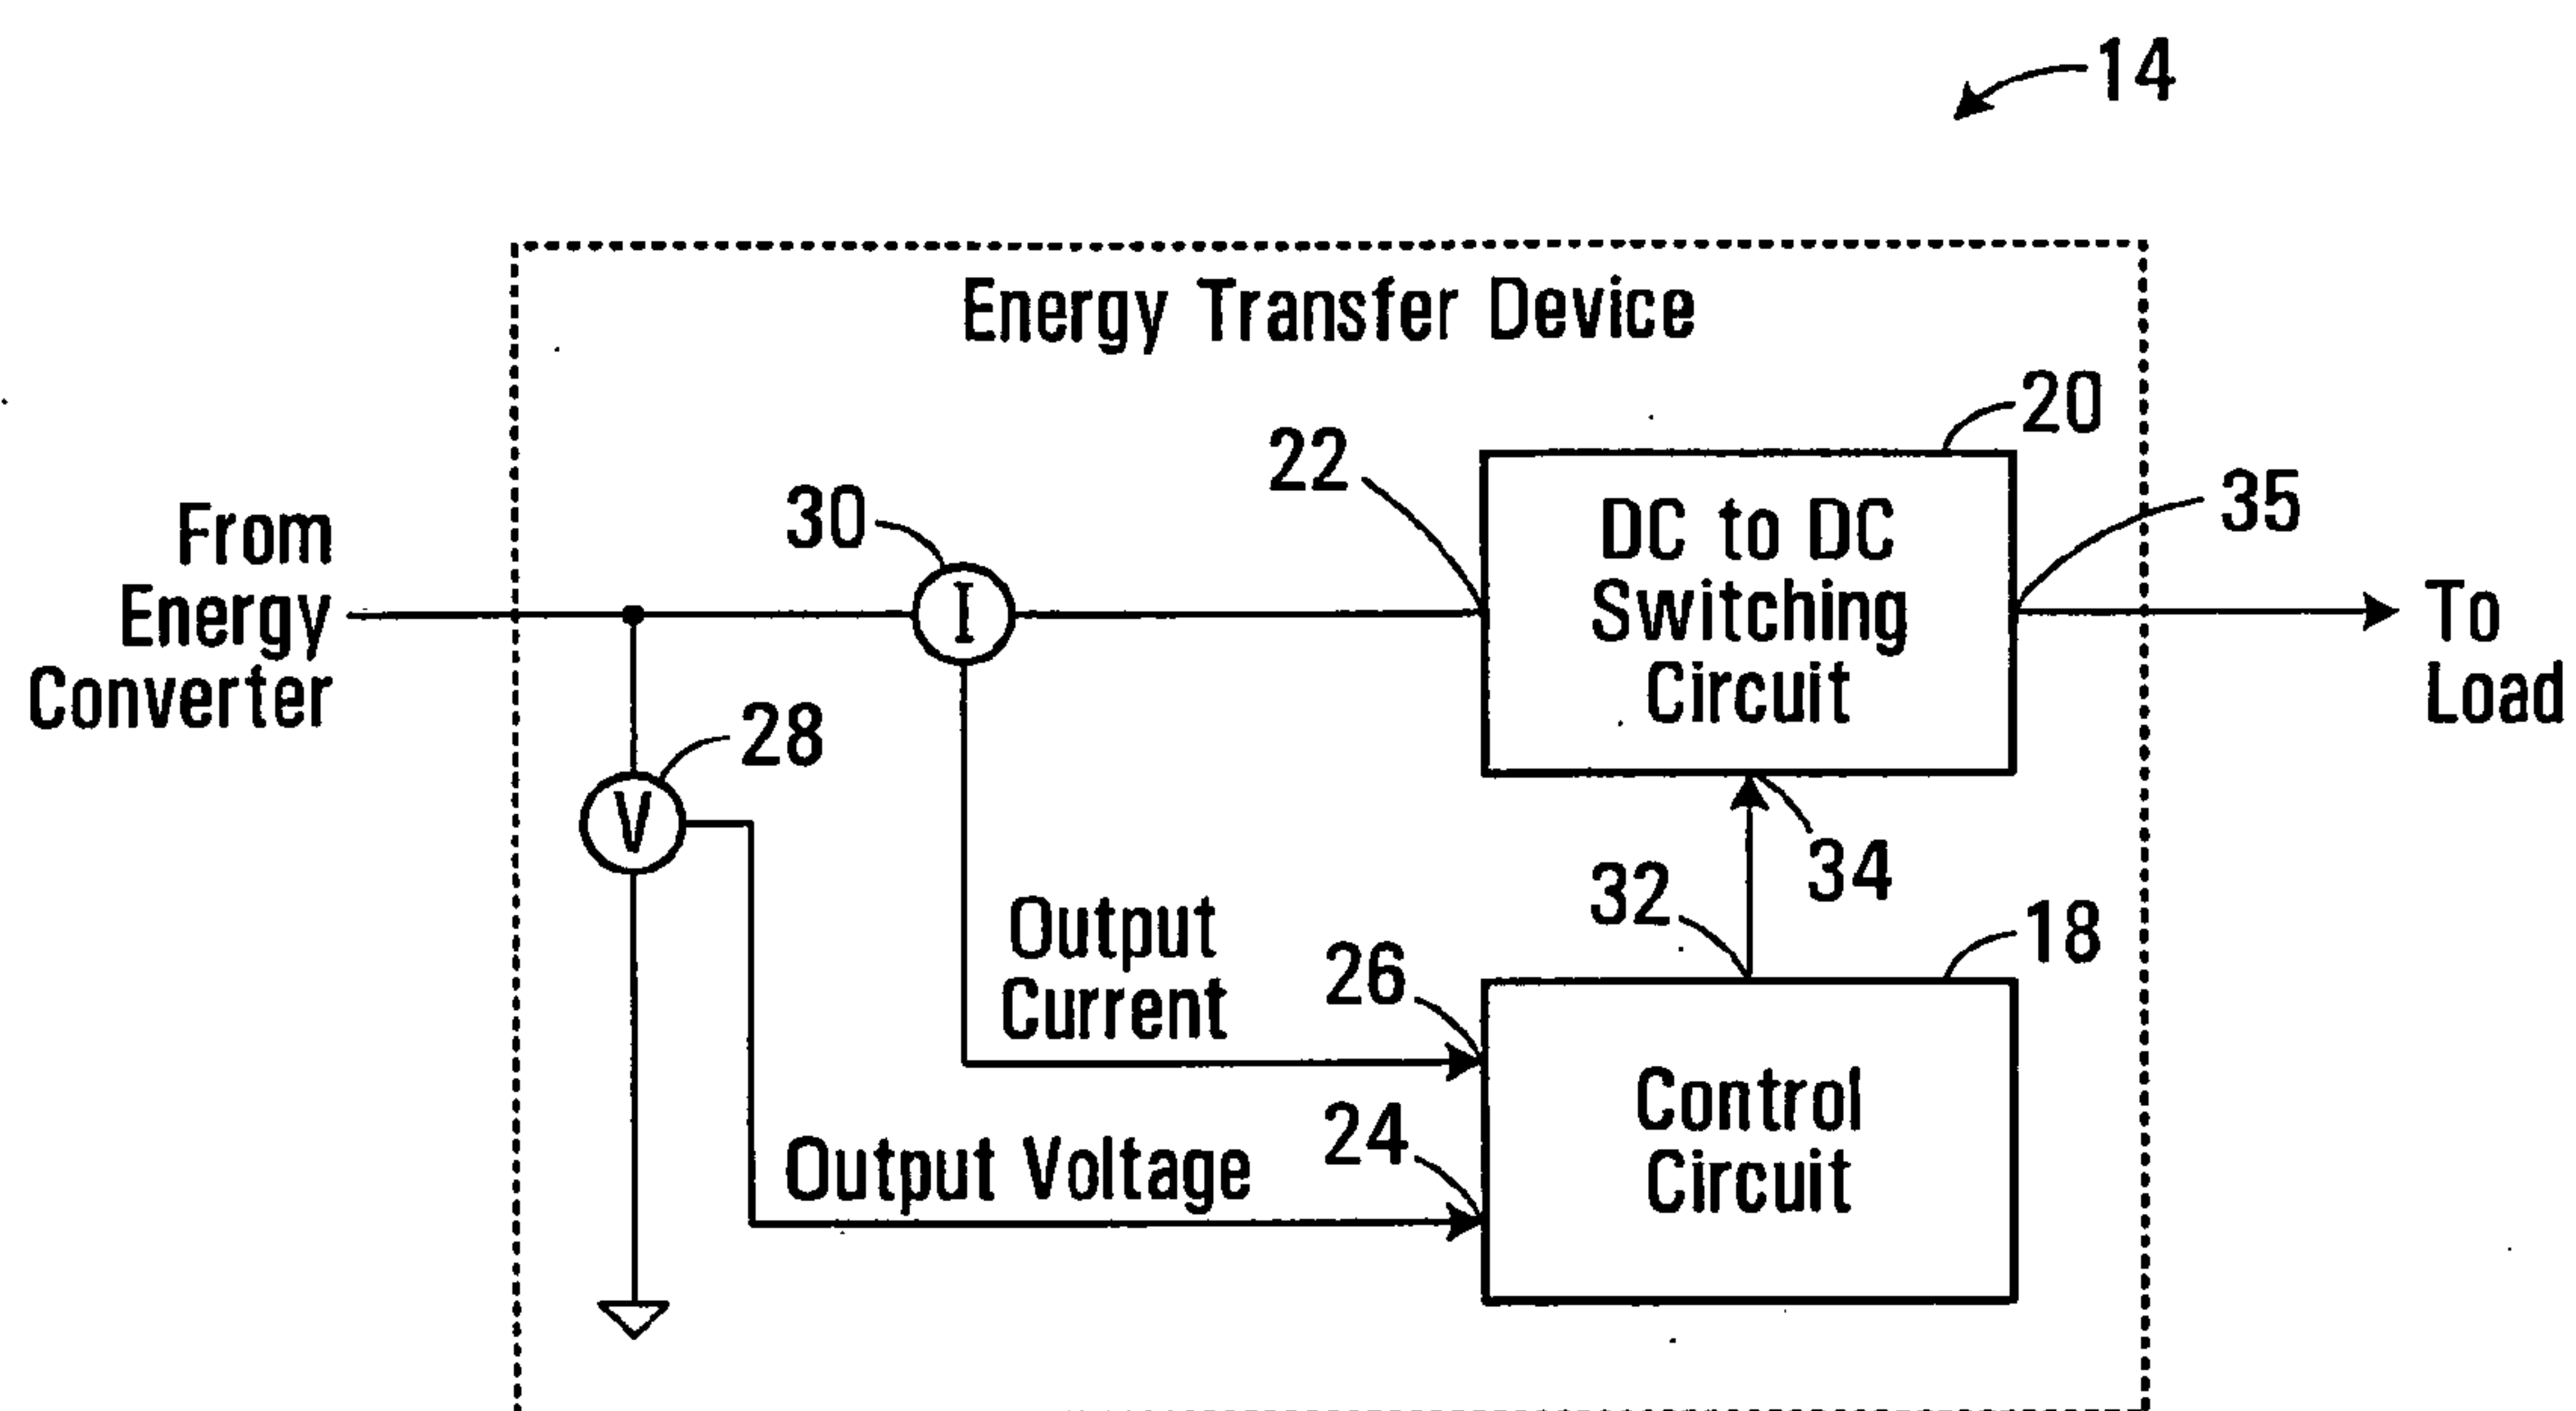 14
Energy Transfer Device
20
22
35
30
DC to DC
Switching
Circuit
From
Energy
Converter
I
To
Load
28
V
34
32
18
Output
Current
26
24
Output Voltage
Control
Circuit